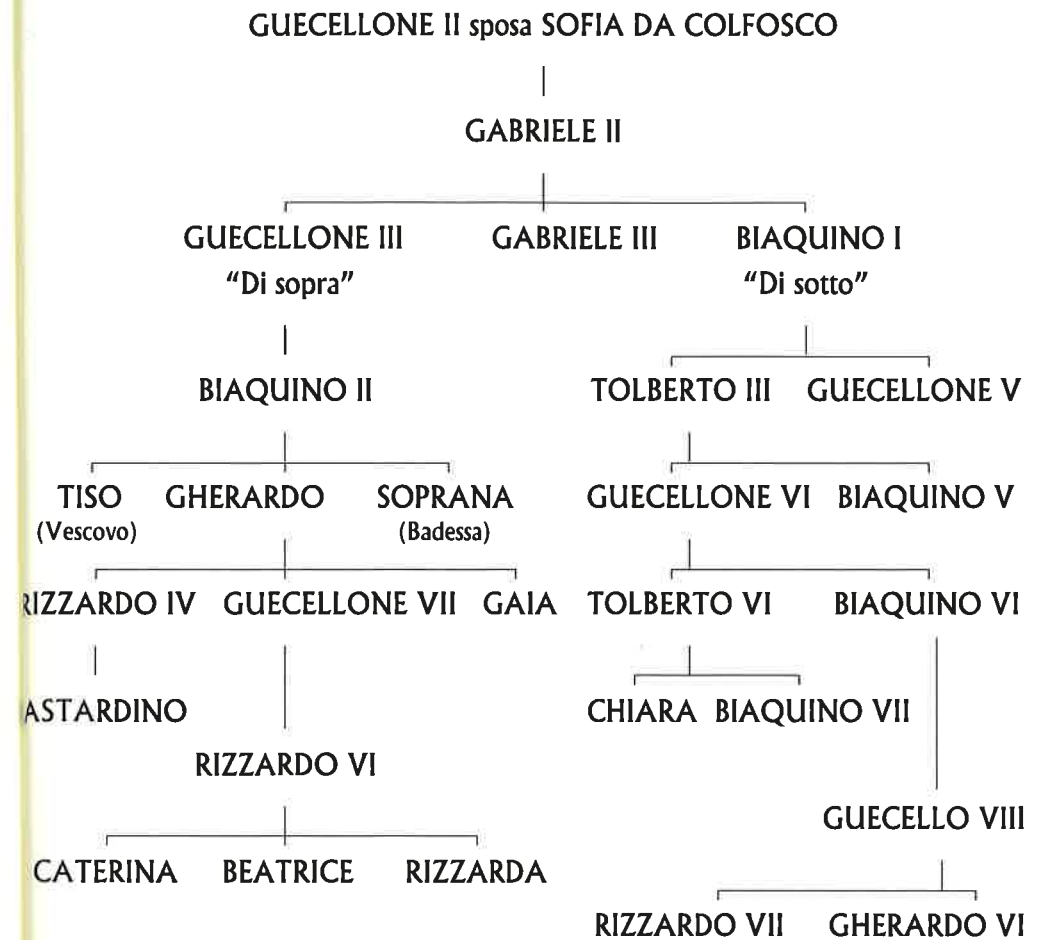 GUECELLONE II sposa SOFIA DA COLFOSCO
GABRIELE II
GUECELLONE III GABRIELE III BIAQUINO I
“Di sopra” “Di sotto”
BIAQUINO II TOLBERTO III GUECELLONE V
TISO GHERARDO SOPRANA GUECELLONE VI BIAQUINO V
(Vescovo) (Badessa)
RIZZARDO IV GUECELLONE VII GAIA TOLBERTO VI BIAQUINO VI
ASTARDINO CHIARA BIAQUINO VII
RIZZARDO VI
GUECELLO VIII
CATERINA BEATRICE RIZZARDA
RIZZARDO VII GHERARDO VI